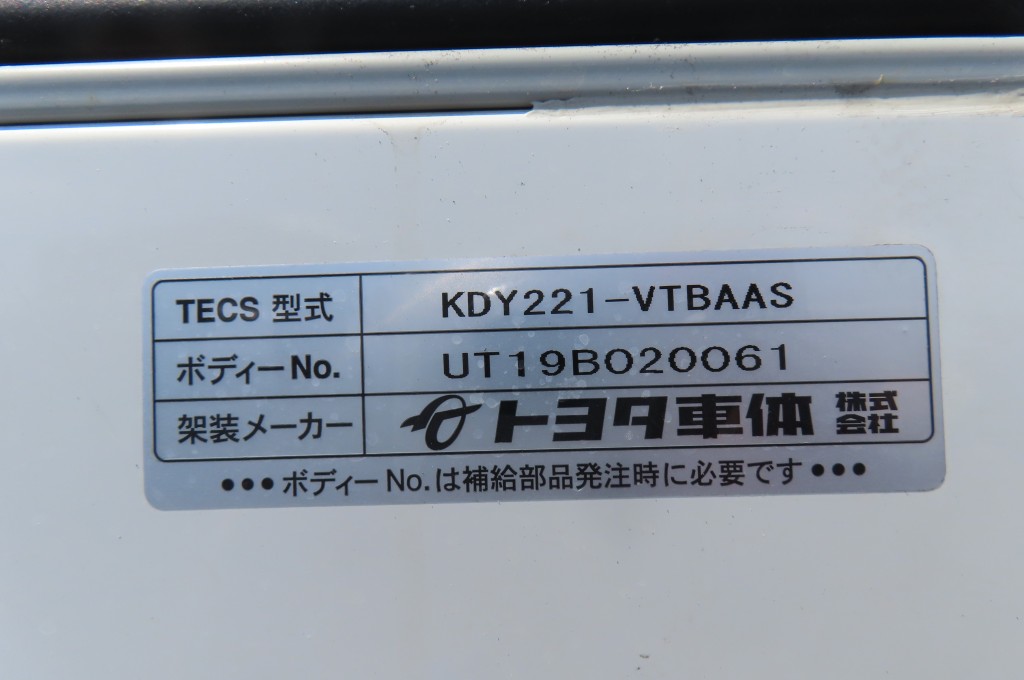 TECS 型式 KDY221-VTBAAS
ボディーNo. UT19B020061
架装メーカー トヨタ車体 株式会社
●●●ボディーNo.は補給部品発注時に必要です●●●